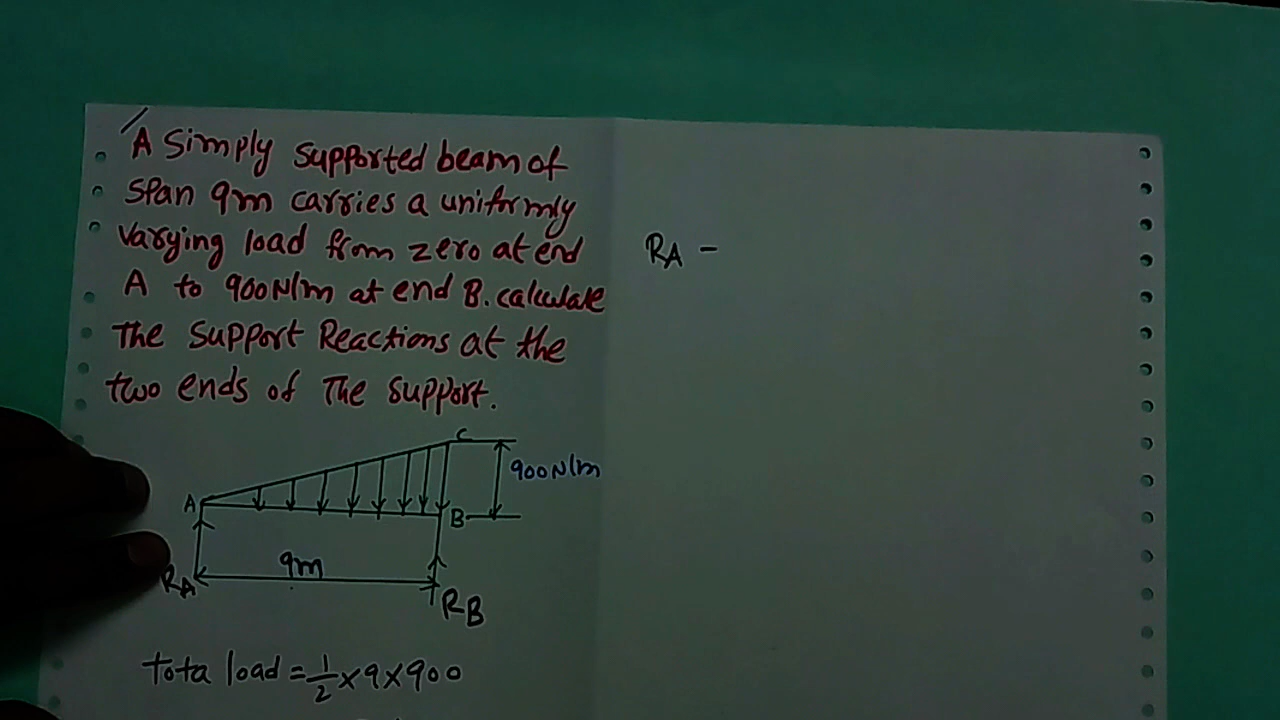 A Simply Supported beam of
Span 9m carries a uniformly
Varying load from zero at end
A to 900N/m at end B. calculate
The Support Reactions at the
two ends of The Support.
C
900N/m
A
B
9m
RA
RB
Tota load = 1/2 x 9 x 900
RA -